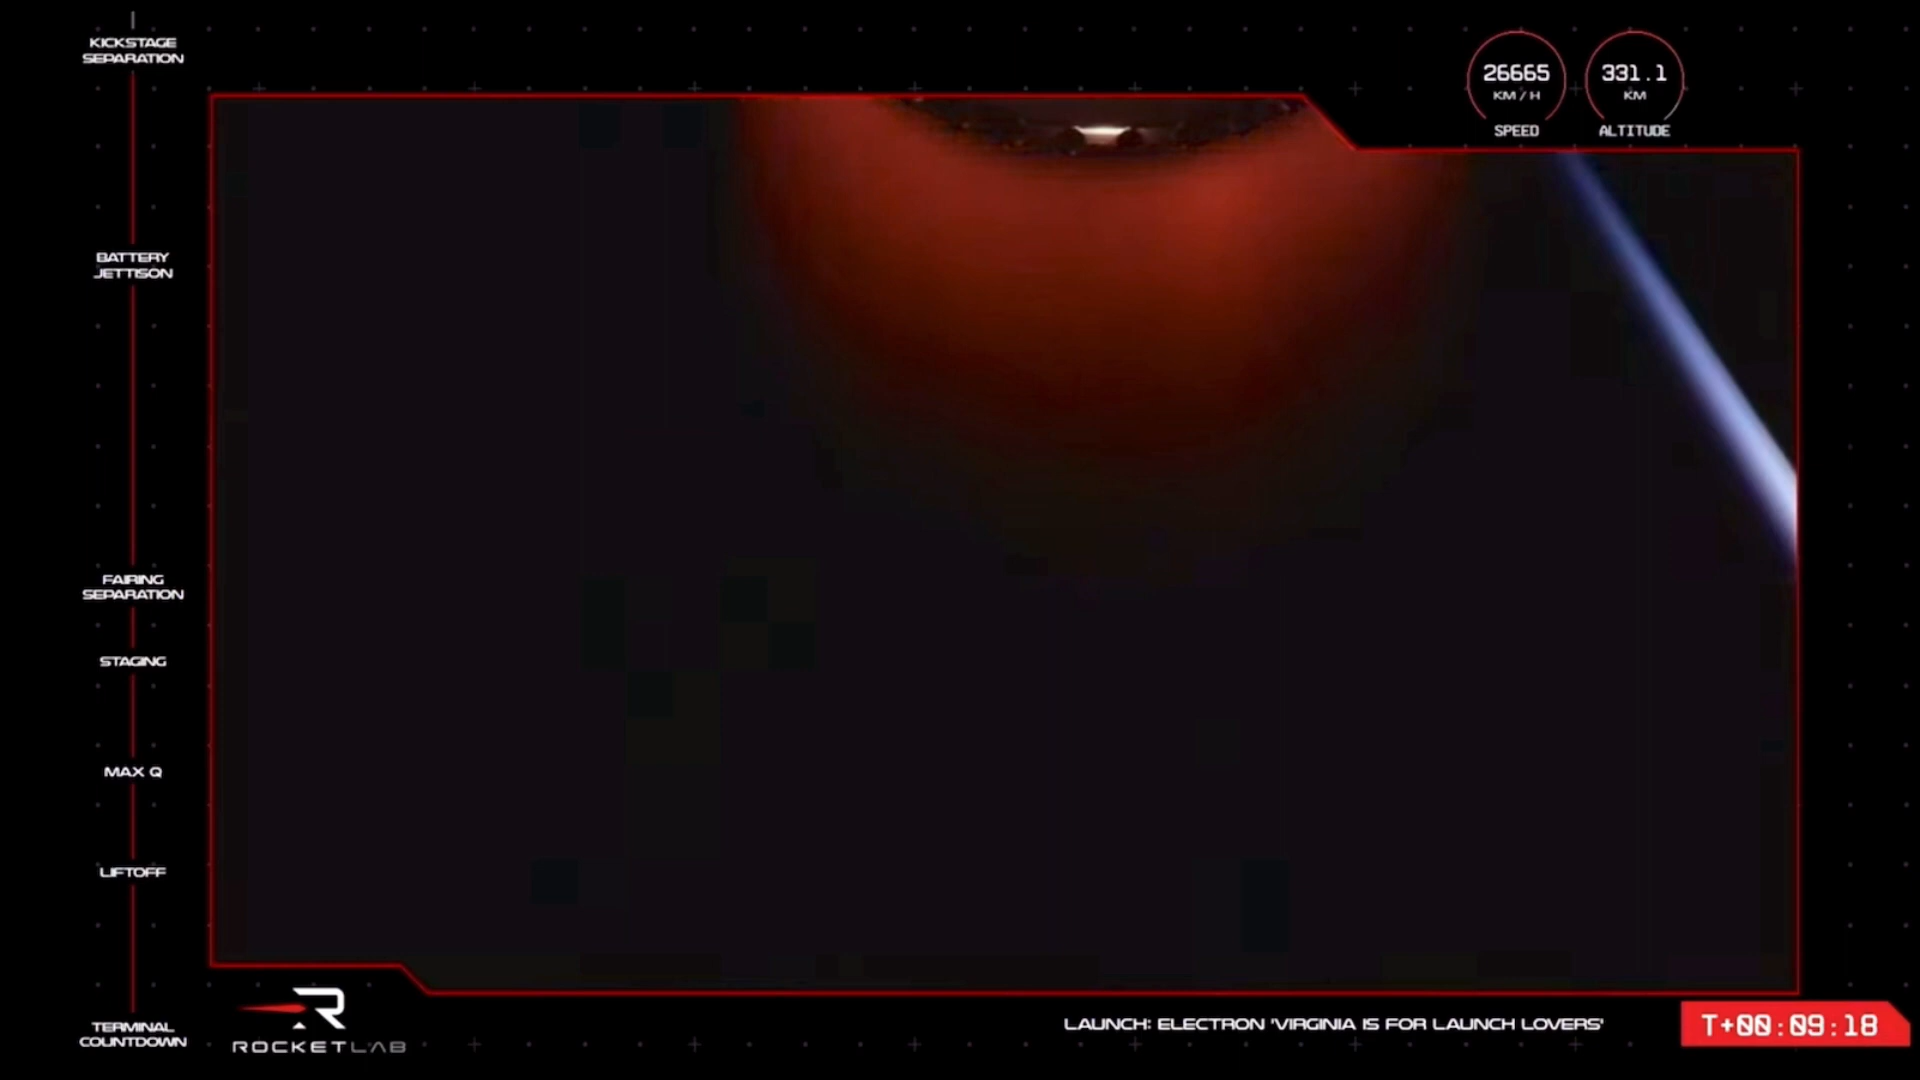 KICKSTAGE
SEPARATION
26665
KM/H
SPEED
331.1
KM
ALTITUDE
BATTERY
JETTISON
FAIRING
SEPARATION
STAGING
MAX Q
LIFTOFF
TERMINAL
COUNTDOWN
ROCKETLAB
LAUNCH: ELECTRON 'VIRGINIA IS FOR LAUNCH LOVERS'
T+00:09:18